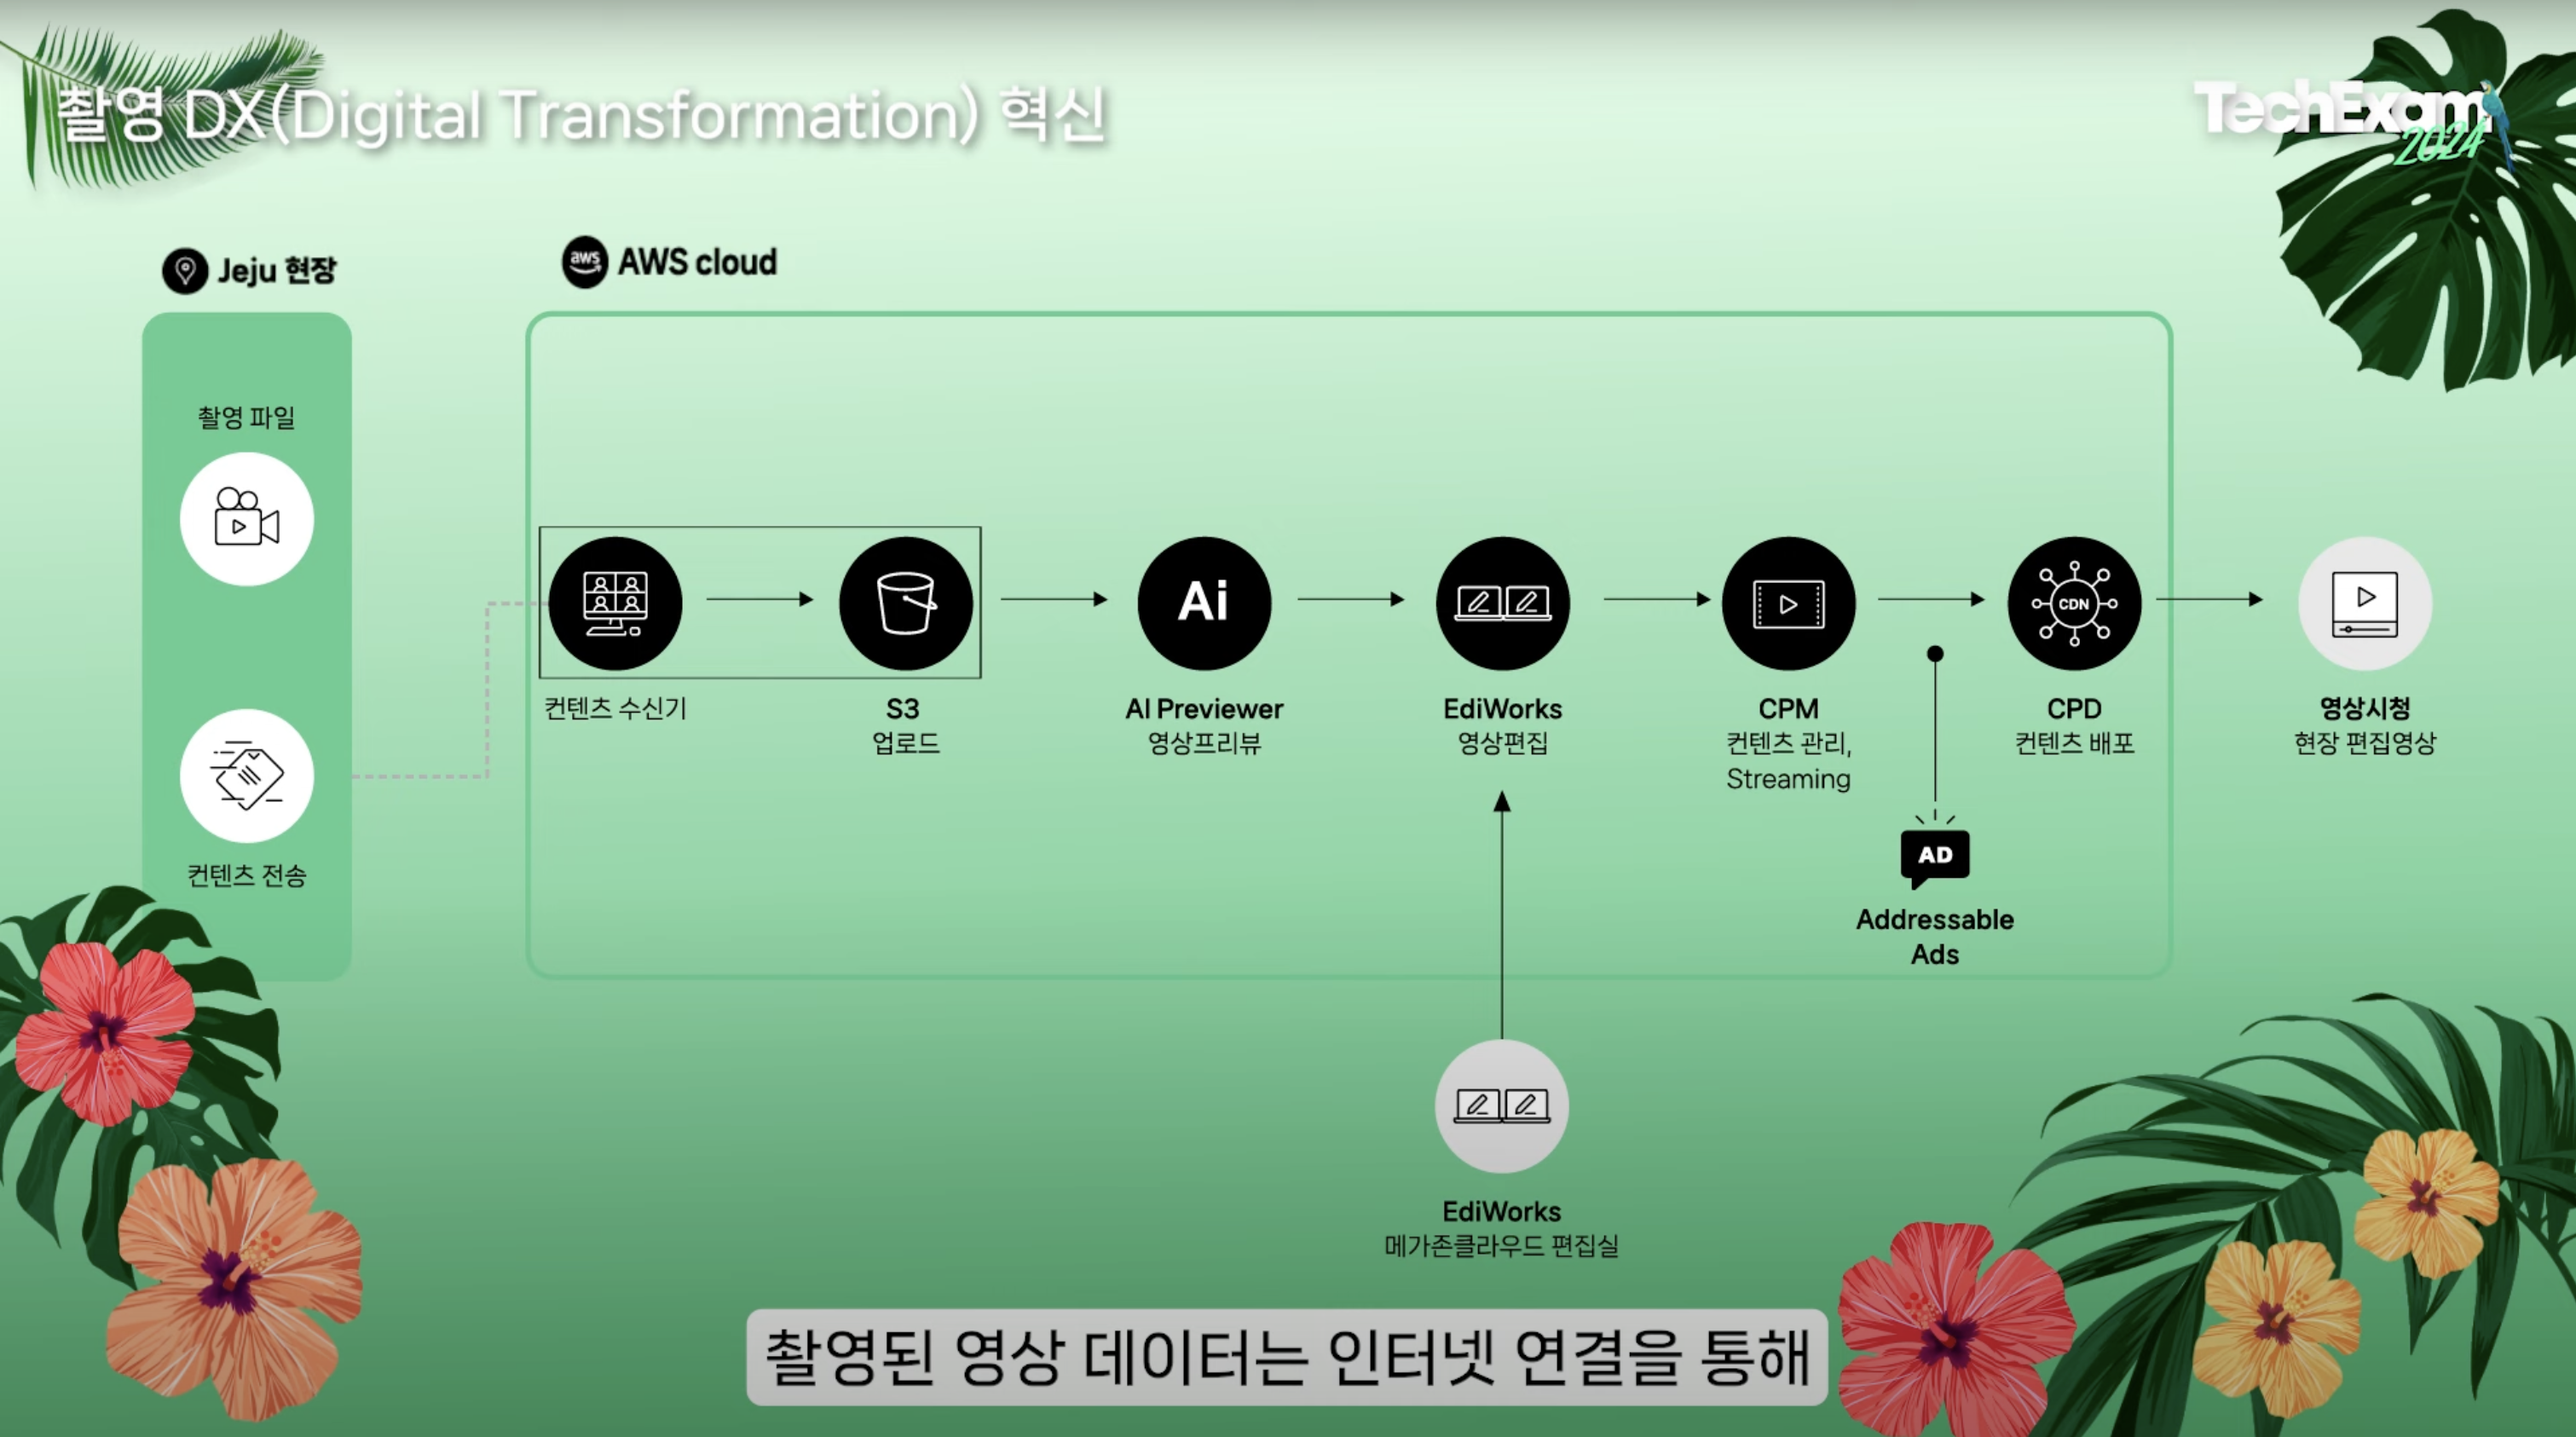 촬영 DX(Digital Transformation) 혁신
TechExam
2024
Jeju 현장
aws
AWS cloud
촬영 파일
컨텐츠 전송
컨텐츠 수신기
S3
업로드
Ai
AI Previewer
영상프리뷰
EdiWorks
영상편집
CPM
컨텐츠 관리,
Streaming
CDN
CPD
컨텐츠 배포
영상시청
현장 편집영상
AD
Addressable
Ads
EdiWorks
메가존클라우드 편집실
촬영된 영상 데이터는 인터넷 연결을 통해